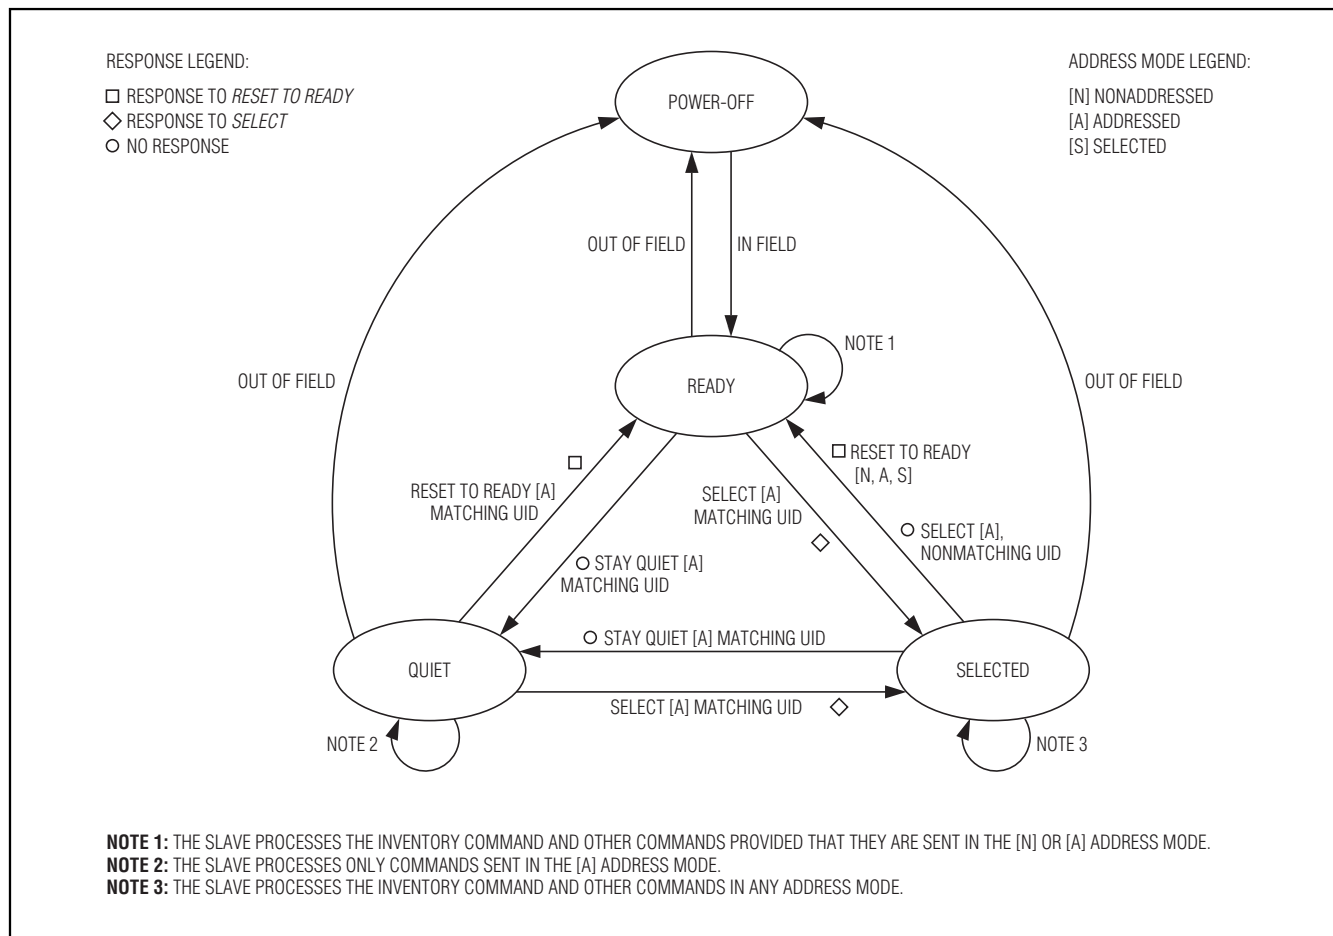 RESPONSE LEGEND:
RESPONSE TO RESET TO READY
RESPONSE TO SELECT
NO RESPONSE
ADDRESS MODE LEGEND:
[N] NONADDRESSED
[A] ADDRESSED
[S] SELECTED
POWER-OFF
OUT OF FIELD
IN FIELD
OUT OF FIELD
OUT OF FIELD
READY
NOTE 1
RESET TO READY [A]
MATCHING UID
STAY QUIET [A]
MATCHING UID
SELECT [A]
MATCHING UID
RESET TO READY
[N, A, S]
SELECT [A],
NONMATCHING UID
STAY QUIET [A] MATCHING UID
QUIET
SELECTED
SELECT [A] MATCHING UID
NOTE 2
NOTE 3
NOTE 1: THE SLAVE PROCESSES THE INVENTORY COMMAND AND OTHER COMMANDS PROVIDED THAT THEY ARE SENT IN THE [N] OR [A] ADDRESS MODE.
NOTE 2: THE SLAVE PROCESSES ONLY COMMANDS SENT IN THE [A] ADDRESS MODE.
NOTE 3: THE SLAVE PROCESSES THE INVENTORY COMMAND AND OTHER COMMANDS IN ANY ADDRESS MODE.